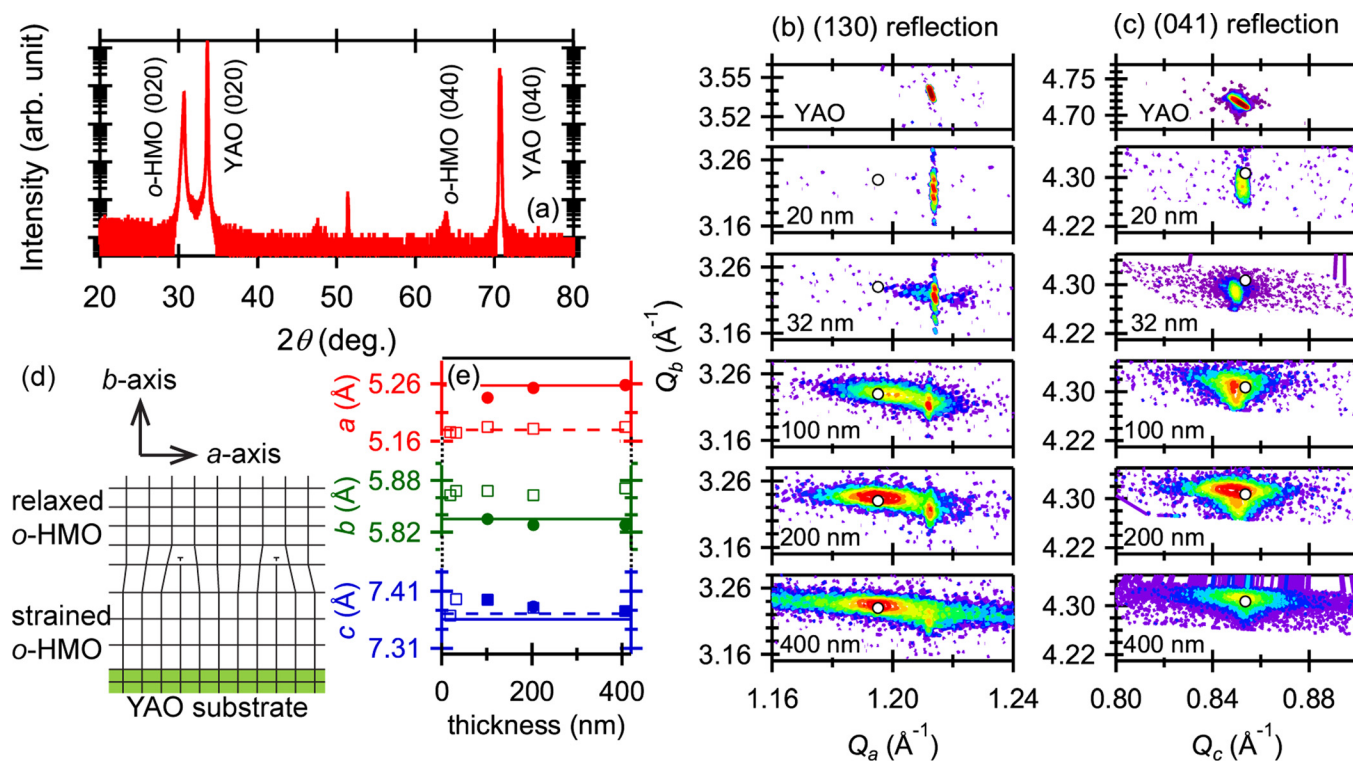 Intensity (arb. unit)
o-HMO (020)
YAO (020)
o-HMO (040)
YAO (040)
(a)
20 30 40 50 60 70 80
2θ (deg.)
(b) (130) reflection
3.55
3.52
YAO
3.26
3.16
20 nm
3.26
3.16
32 nm
3.26
3.16
100 nm
3.26
3.16
200 nm
3.26
3.16
400 nm
1.16 1.20 1.24
Qa (Å⁻¹)
Qb (Å⁻¹)
(c) (041) reflection
4.75
4.70
YAO
4.30
4.22
20 nm
4.30
4.22
32 nm
4.30
4.22
100 nm
4.30
4.22
200 nm
4.30
4.22
400 nm
0.80 0.84 0.88
Qc (Å⁻¹)
(d)
b-axis
a-axis
relaxed
o-HMO
strained
o-HMO
YAO substrate
(e)
a (Å)
5.26
5.16
b (Å)
5.88
5.82
c (Å)
7.41
7.31
0 200 400
thickness (nm)